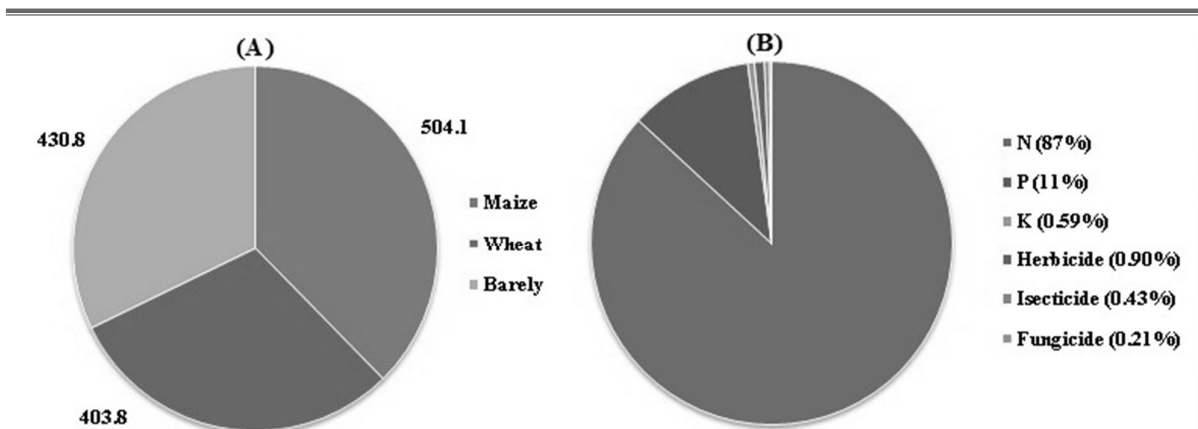 (A)
430.8
504.1
403.8
Maize
Wheat
Barely
(B)
N (87%)
P (11%)
K (0.59%)
Herbicide (0.90%)
Isecticide (0.43%)
Fungicide (0.21%)